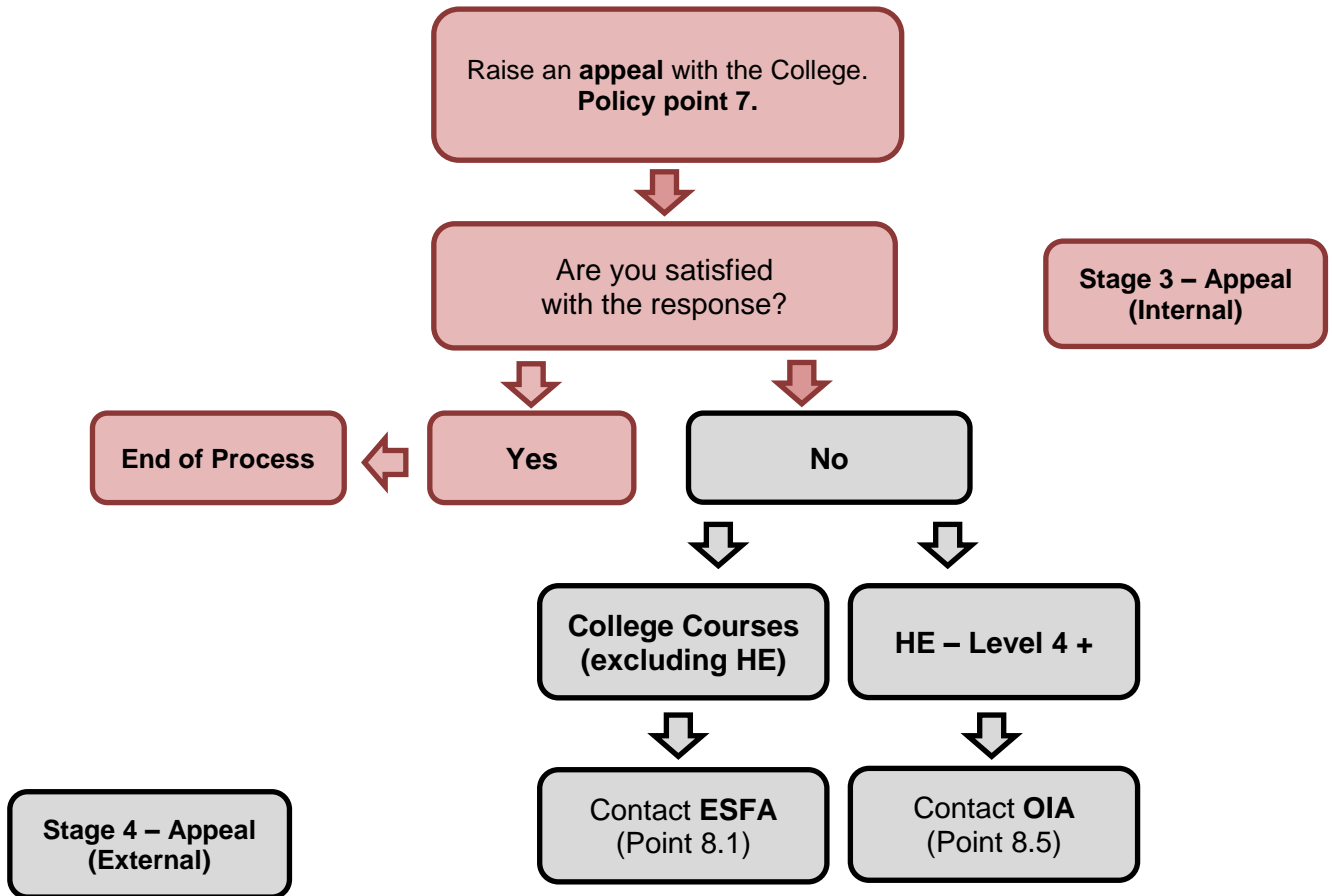 Raise an appeal with the College.
Policy point 7.
Are you satisfied
with the response?
Stage 3 – Appeal
(Internal)
End of Process
Yes
No
College Courses
(excluding HE)
HE – Level 4 +
Contact ESFA
(Point 8.1)
Contact OIA
(Point 8.5)
Stage 4 – Appeal
(External)